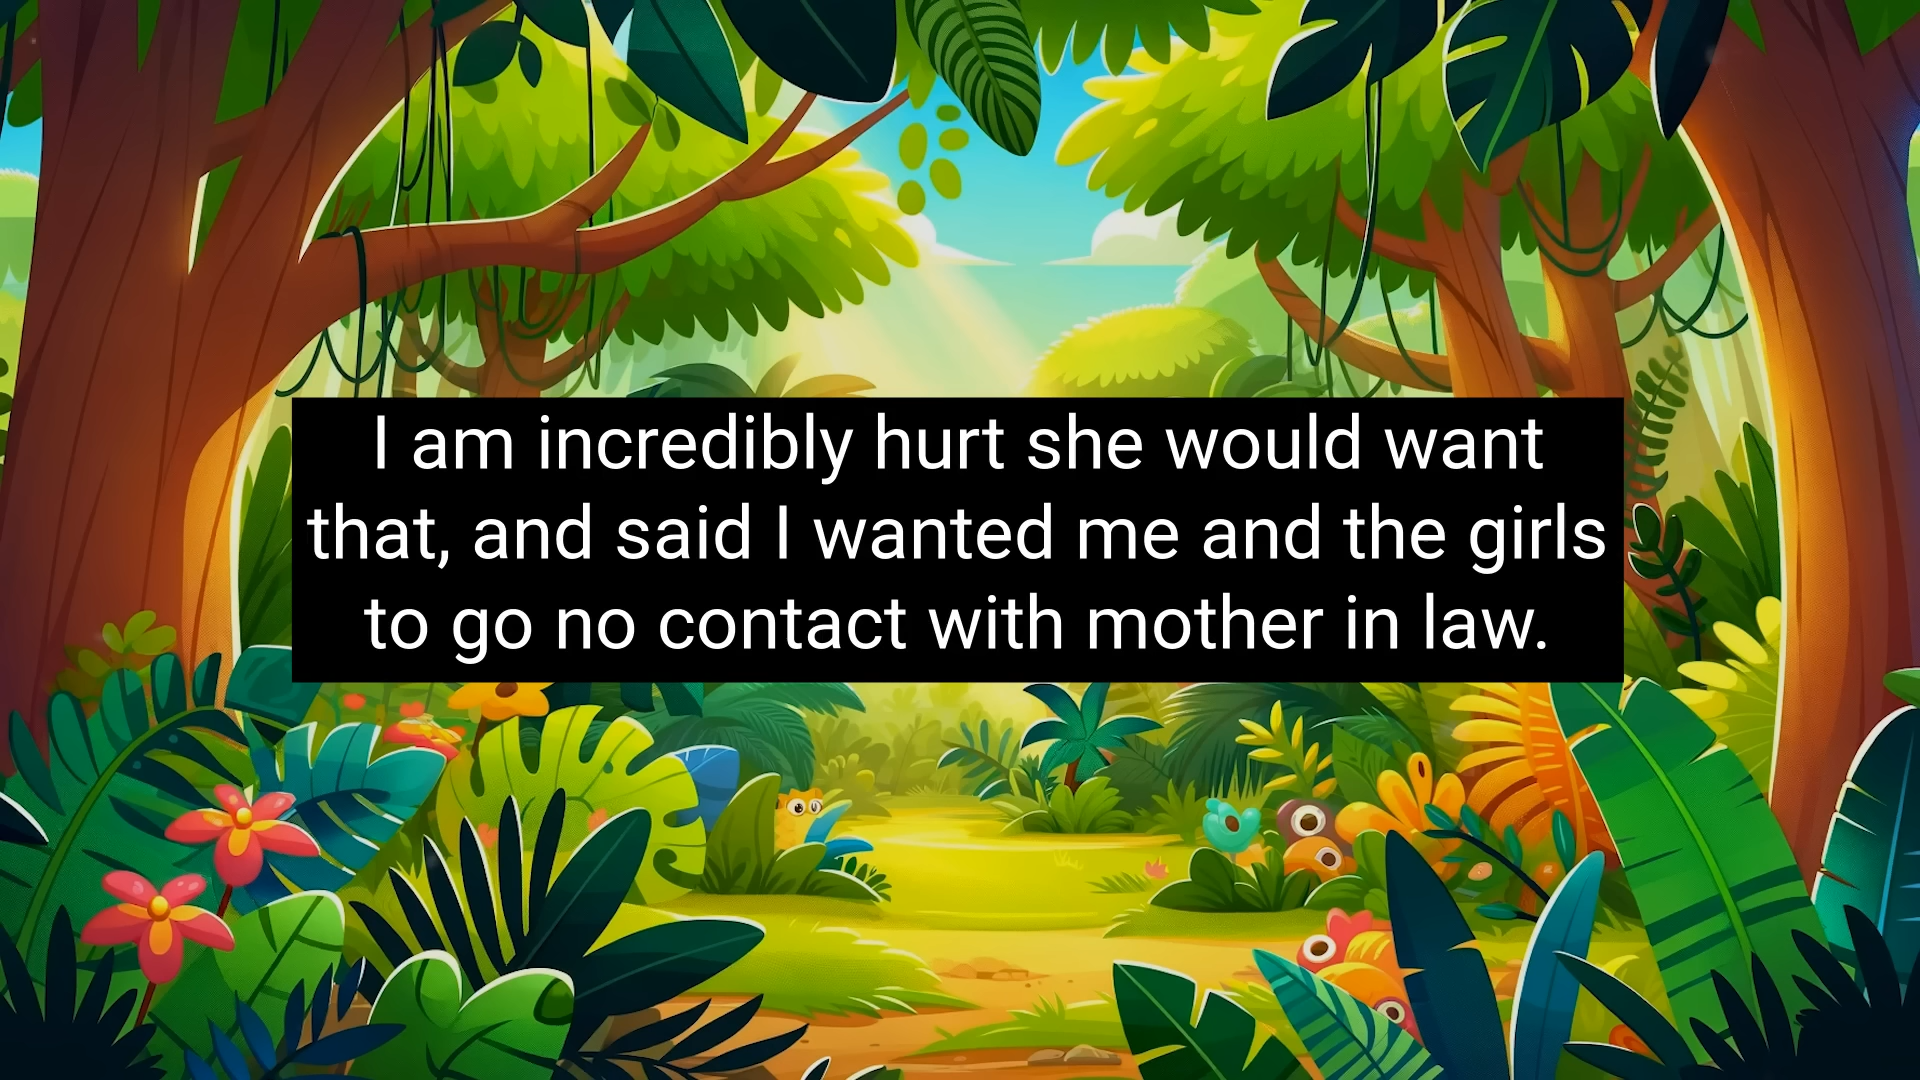 I am incredibly hurt she would want
that, and said I wanted me and the girls
to go no contact with mother in law.